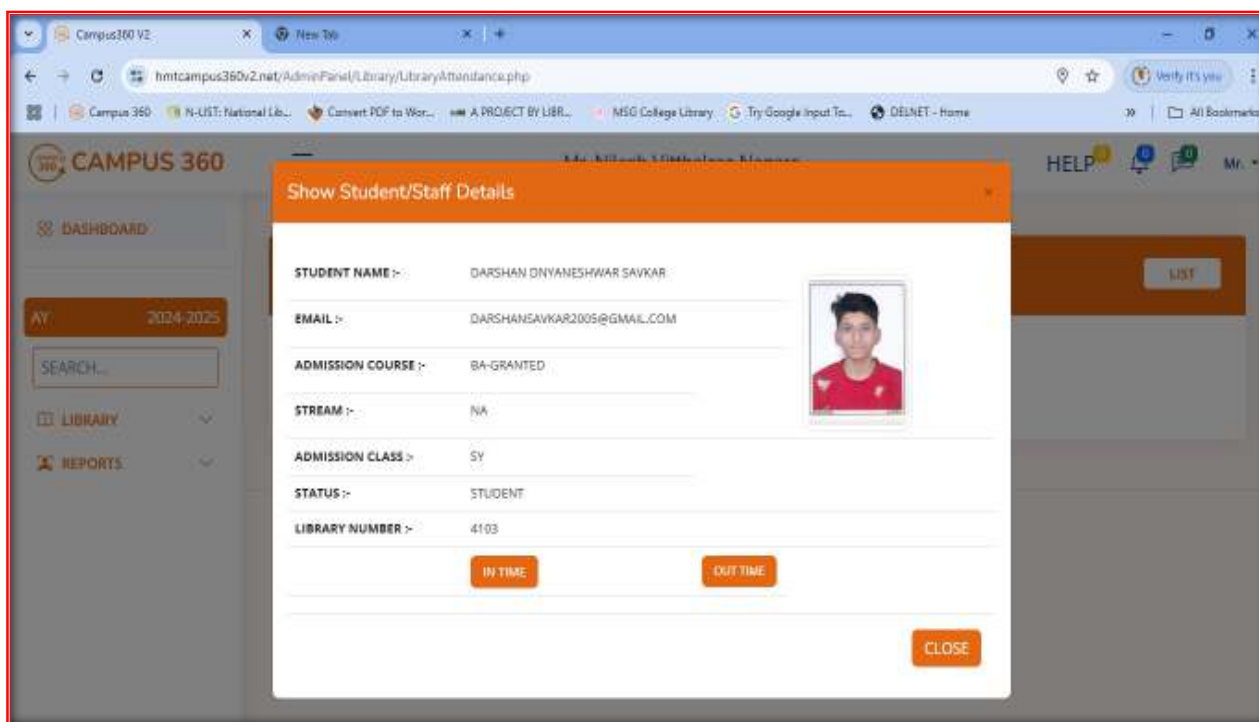 Campus360 V2
New Tab
hmtcampus360v2.net/AdminPanel/Library/LibraryAttendance.php
Verify it's you
Campus 360 N-LIST: National Lib... Convert PDF to Wor... A PROJECT BY LIBR... MSG College Library Try Google Input To... DELNET - Home
All Bookmarks
CAMPUS 360
HELP
0
0
Mr.
Show Student/Staff Details
DASHBOARD
LIST
AY 2024-2025
SEARCH...
LIBRARY
REPORTS
STUDENT NAME :- DARSHAN DNYANESHWAR SAVKAR
EMAIL :- DARSHANSAVKAR2005@GMAIL.COM
ADMISSION COURSE :- BA-GRANTED
STREAM :- NA
ADMISSION CLASS :- SY
STATUS :- STUDENT
LIBRARY NUMBER :- 4103
IN TIME OUT TIME
CLOSE